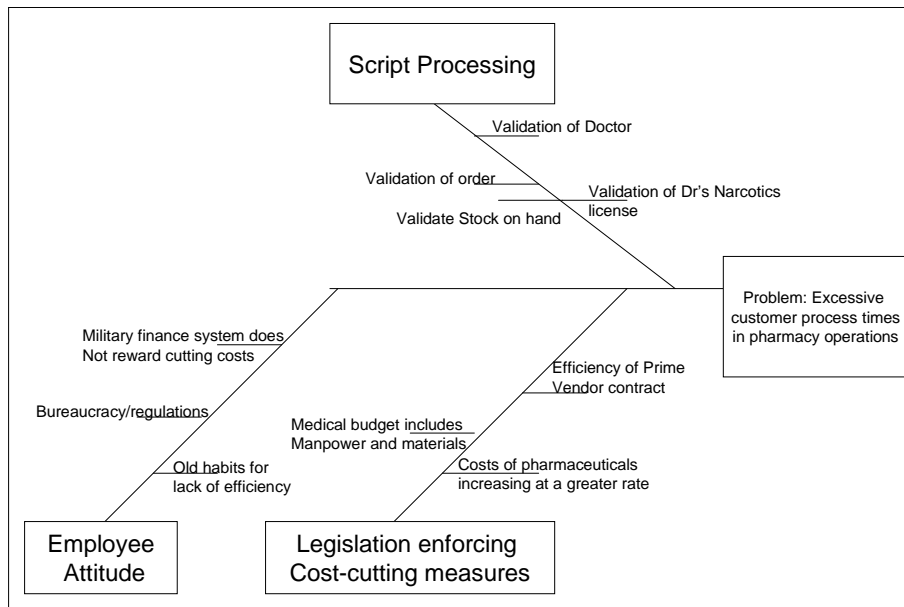 Script Processing
Validation of Doctor
Validation of order
Validation of Dr's Narcotics
license
Validate Stock on hand
Problem: Excessive
customer process times
in pharmacy operations
Military finance system does
Not reward cutting costs
Bureaucracy/regulations
Old habits for
lack of efficiency
Efficiency of Prime
Vendor contract
Medical budget includes
Manpower and materials
Costs of pharmaceuticals
increasing at a greater rate
Employee
Attitude
Legislation enforcing
Cost-cutting measures